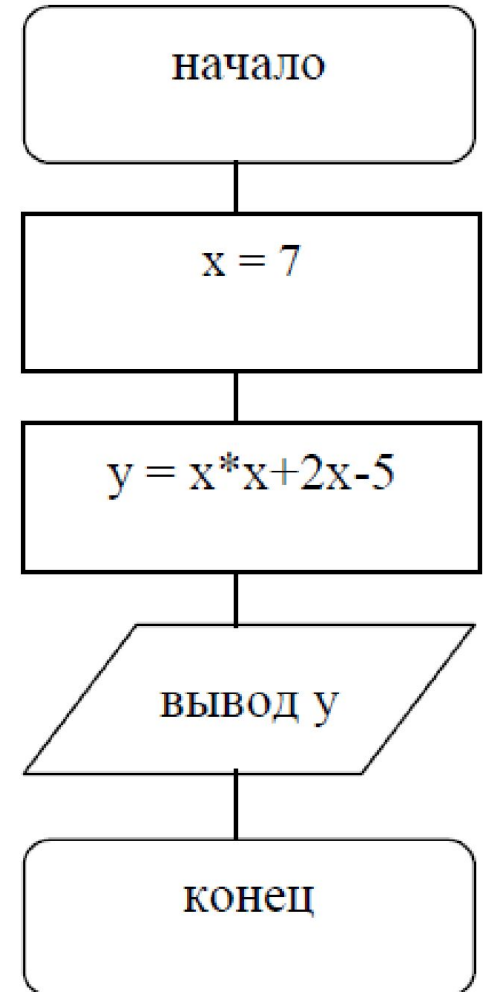 начало
x = 7
y = x*x+2x-5
вывод y
конец